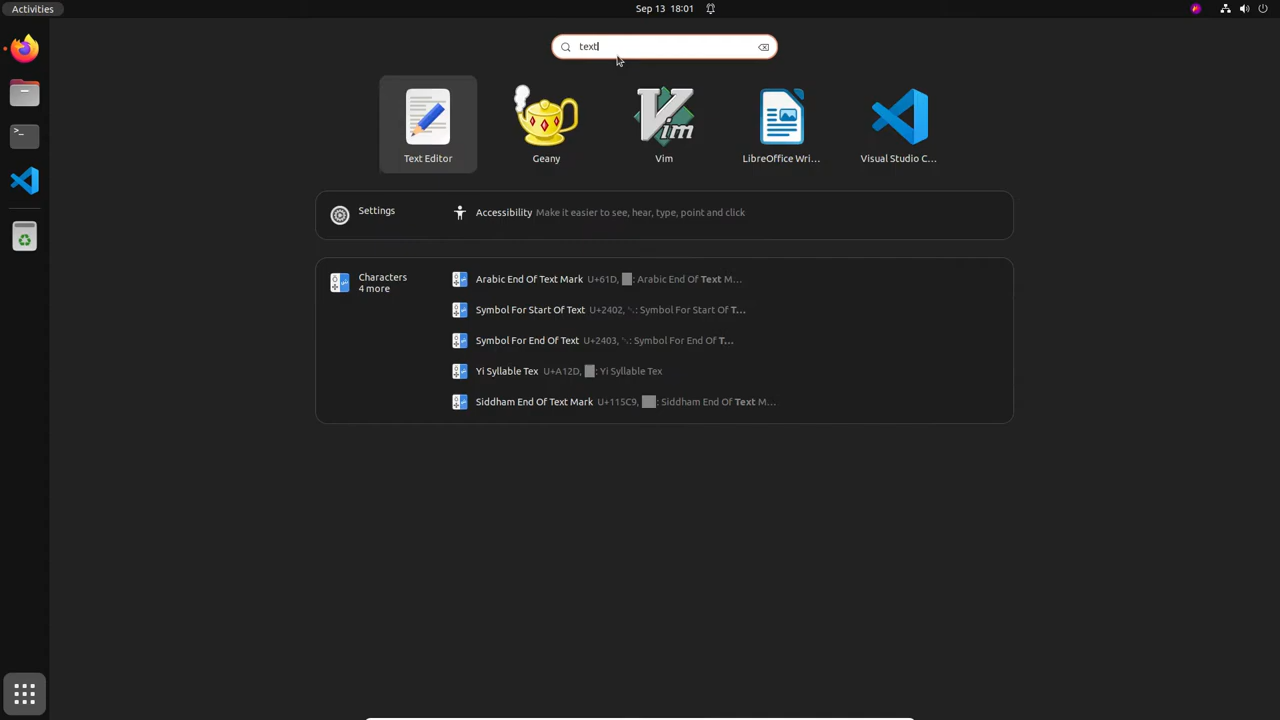 Activities
Sep 13 18:01
text
Text Editor
Geany
Vim
LibreOffice Wri...
Visual Studio C...
Settings
Accessibility Make it easier to see, hear, type, point and click
Characters
4 more
Arabic End Of Text Mark U+61D, : Arabic End Of Text M...
Symbol For Start Of Text U+2402, ␂: Symbol For Start Of T...
Symbol For End Of Text U+2403, ␃: Symbol For End Of T...
Yi Syllable Tex U+A12D, : Yi Syllable Tex
Siddham End Of Text Mark U+115C9, : Siddham End Of Text M...